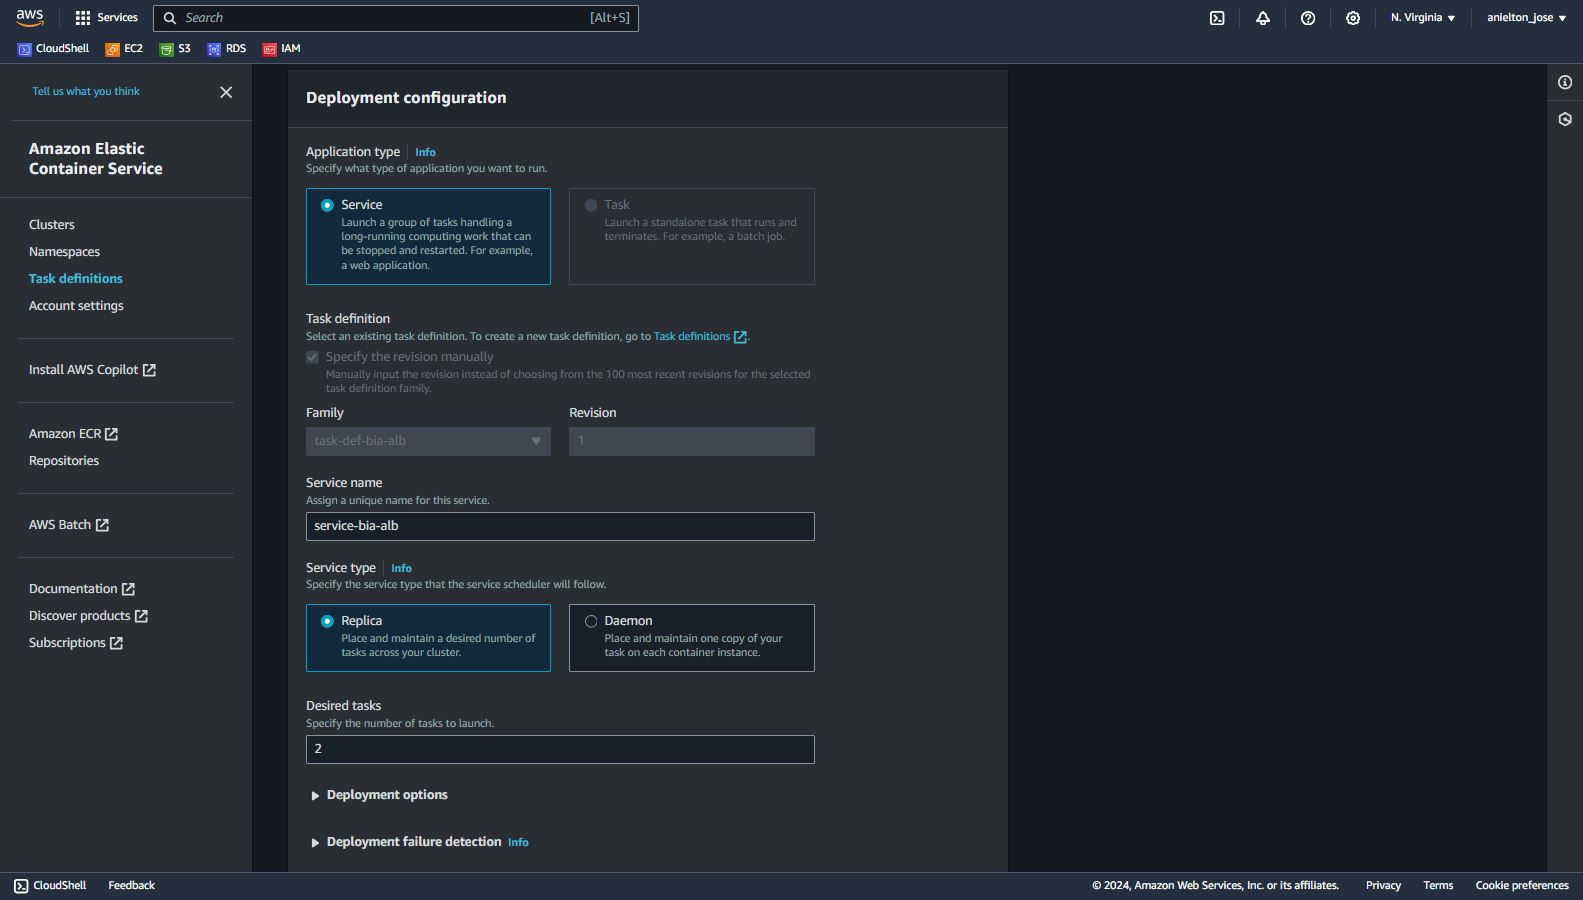 aws
Services
Search
[Alt+S]
N. Virginia
anielton_jose
CloudShell
EC2
S3
RDS
IAM
Tell us what you think
Amazon Elastic
Container Service
Clusters
Namespaces
Task definitions
Account settings
Install AWS Copilot
Amazon ECR
Repositories
AWS Batch
Documentation
Discover products
Subscriptions
Deployment configuration
Application type
Info
Specify what type of application you want to run.
Service
Launch a group of tasks handling a
long-running computing work that can
be stopped and restarted. For example,
a web application.
Task
Launch a standalone task that runs and
terminates. For example, a batch job.
Task definition
Select an existing task definition. To create a new task definition, go to Task definitions.
Specify the revision manually
Manually input the revision instead of choosing from the 100 most recent revisions for the selected
task definition family.
Family
Revision
task-def-bia-alb
1
Service name
Assign a unique name for this service.
service-bia-alb
Service type
Info
Specify the service type that the service scheduler will follow.
Replica
Place and maintain a desired number of
tasks across your cluster.
Daemon
Place and maintain one copy of your
task on each container instance.
Desired tasks
Specify the number of tasks to launch.
2
Deployment options
Deployment failure detection Info
CloudShell
Feedback
© 2024, Amazon Web Services, Inc. or its affiliates.
Privacy
Terms
Cookie preferences